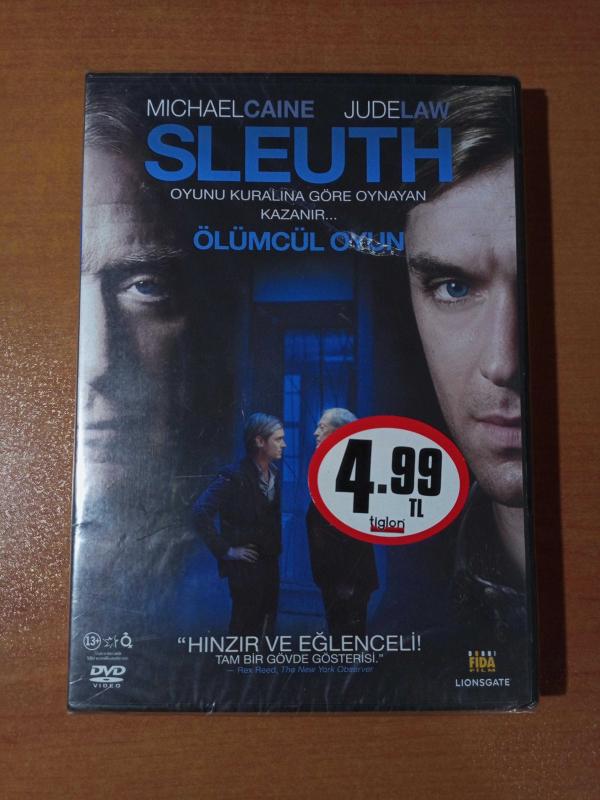 MICHAELCAINE JUDELAW
SLEUTH
OYUNU KURALINA GÖRE OYNAYAN
KAZANIR...
ÖLÜMCÜL OYUN
4.99
TL
tiglon
13+
"HINZIR VE EĞLENCELİ!
TAM BİR GÖVDE GÖSTERİSİ."
— Rex Reed, The New York Observer
DVD
VIDEO
FIDA
FILM
LIONSGATE